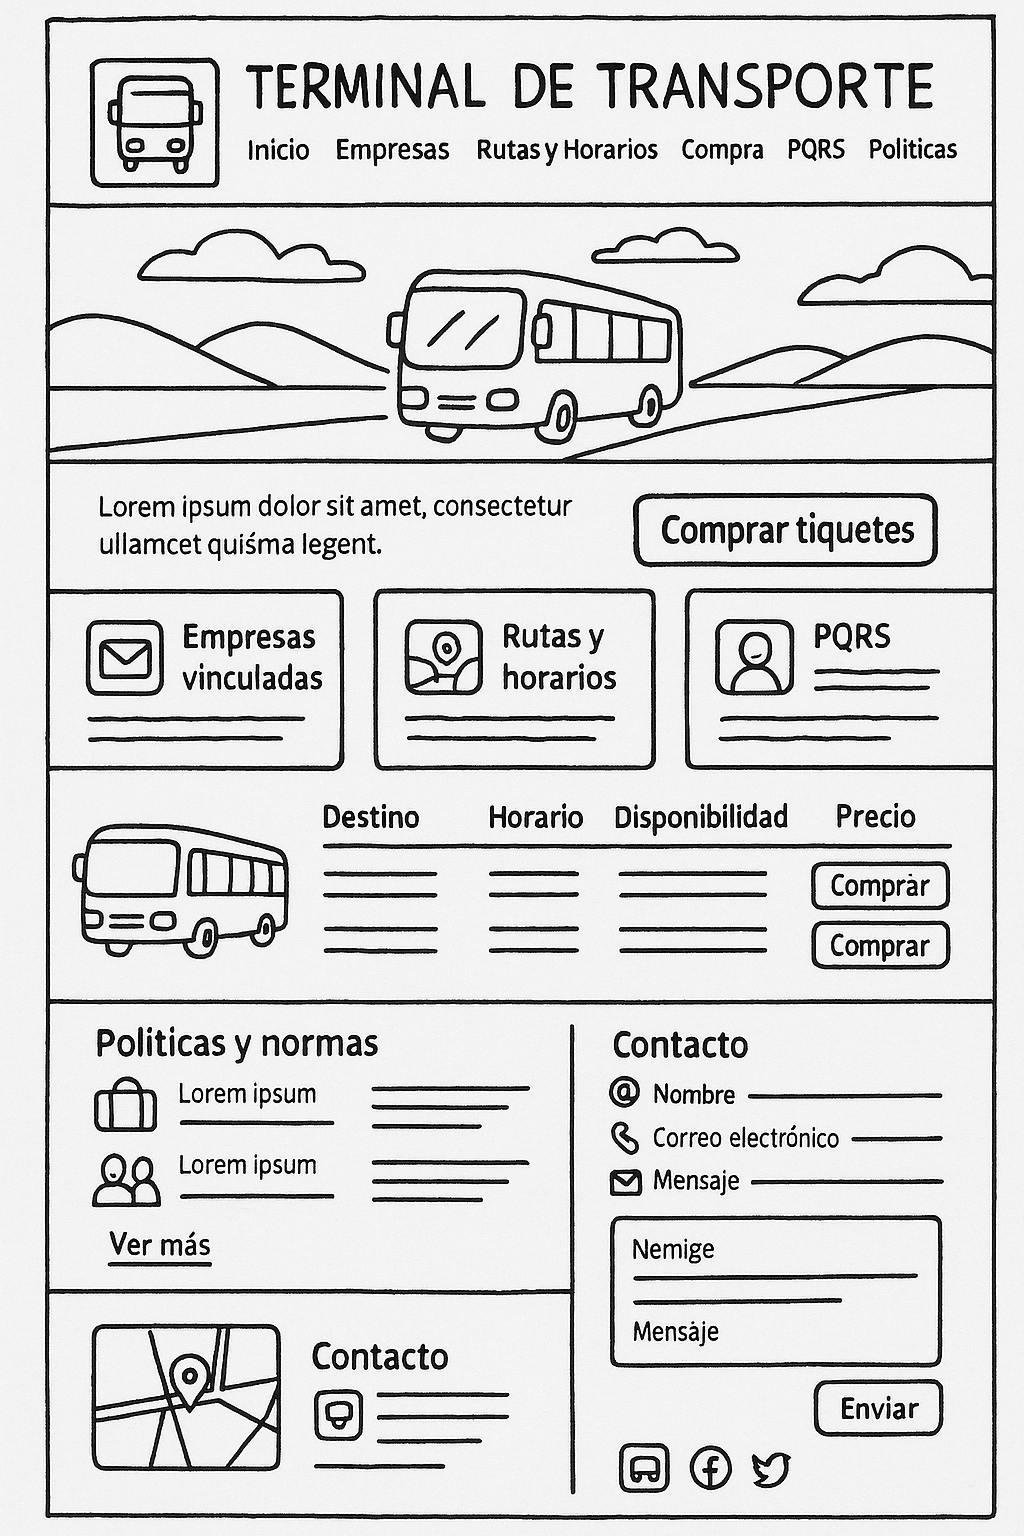 TERMINAL DE TRANSPORTE
Inicio Empresas Rutas y Horarios Compra PQRS Politicas
Lorem ipsum dolor sit amet, consectetur
ullamcet quiśma legent.
Comprar tiquetes
Empresas
vinculadas
Rutas y
horarios
PQRS
Destino Horario Disponibilidad Precio
Compràr
Comprar
Politicas y normas
Lorem ipsum
Lorem ipsum
Ver más
Contacto
Contacto
@ Nombre
Correo electrónico
Mensaje
Nemige
Mensàje
Enviar